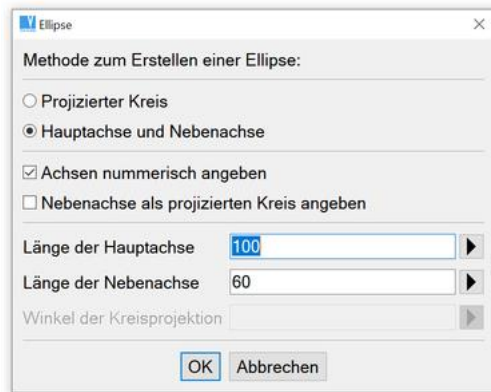 Ellipse
Methode zum Erstellen einer Ellipse:
Projizierter Kreis
Hauptachse und Nebenachse
Achsen nummerisch angeben
Nebenachse als projizierten Kreis angeben
Länge der Hauptachse 100
Länge der Nebenachse 60
Winkel der Kreisprojektion
OK Abbrechen